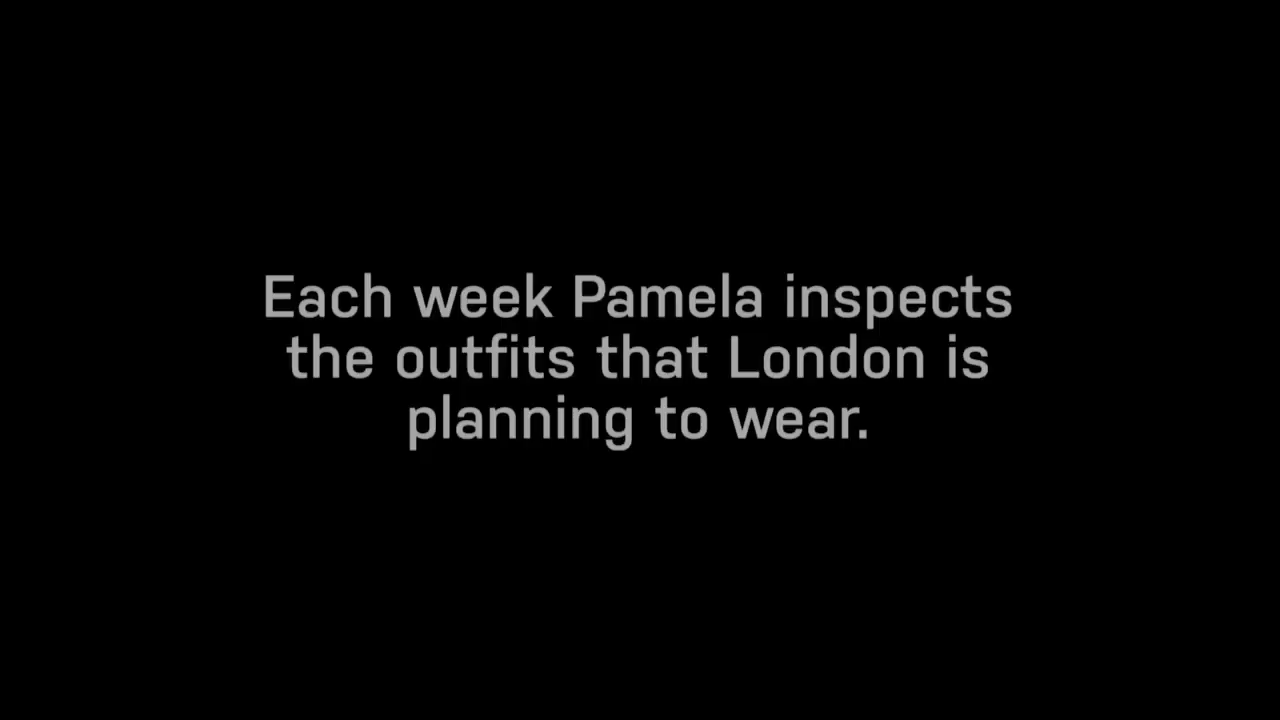 Each week Pamela inspects
the outfits that London is
planning to wear.